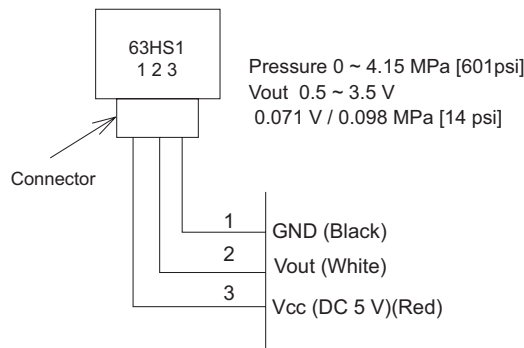 63HS1
1 2 3
Pressure 0 ~ 4.15 MPa [601psi]
Vout 0.5 ~ 3.5 V
0.071 V / 0.098 MPa [14 psi]
Connector
1
GND (Black)
2
Vout (White)
3
Vcc (DC 5 V)(Red)